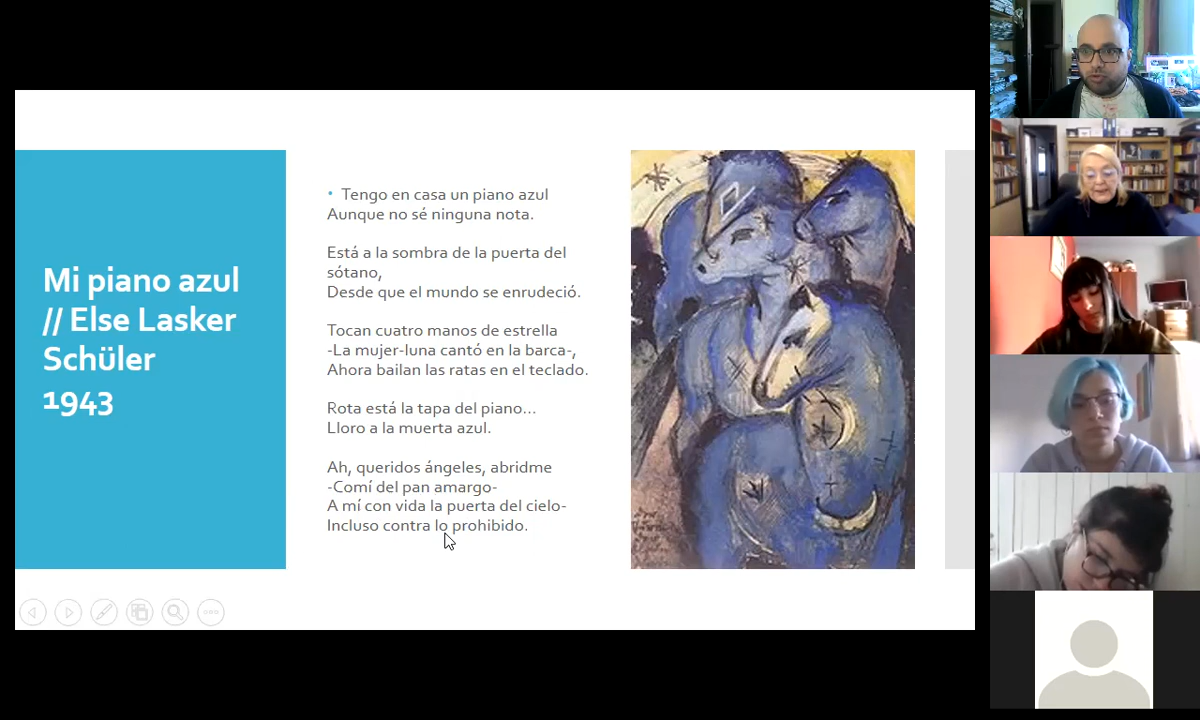 Mi piano azul
// Else Lasker
Schüler
1943
• Tengo en casa un piano azul
Aunque no sé ninguna nota.
Está a la sombra de la puerta del
sótano,
Desde que el mundo se enrudeció.
Tocan cuatro manos de estrella
-La mujer-luna cantó en la barca-,
Ahora bailan las ratas en el teclado.
Rota está la tapa del piano...
Lloro a la muerta azul.
Ah, queridos ángeles, abridme
-Comí del pan amargo-
A mí con vida la puerta del cielo-
Incluso contra lo prohibido.